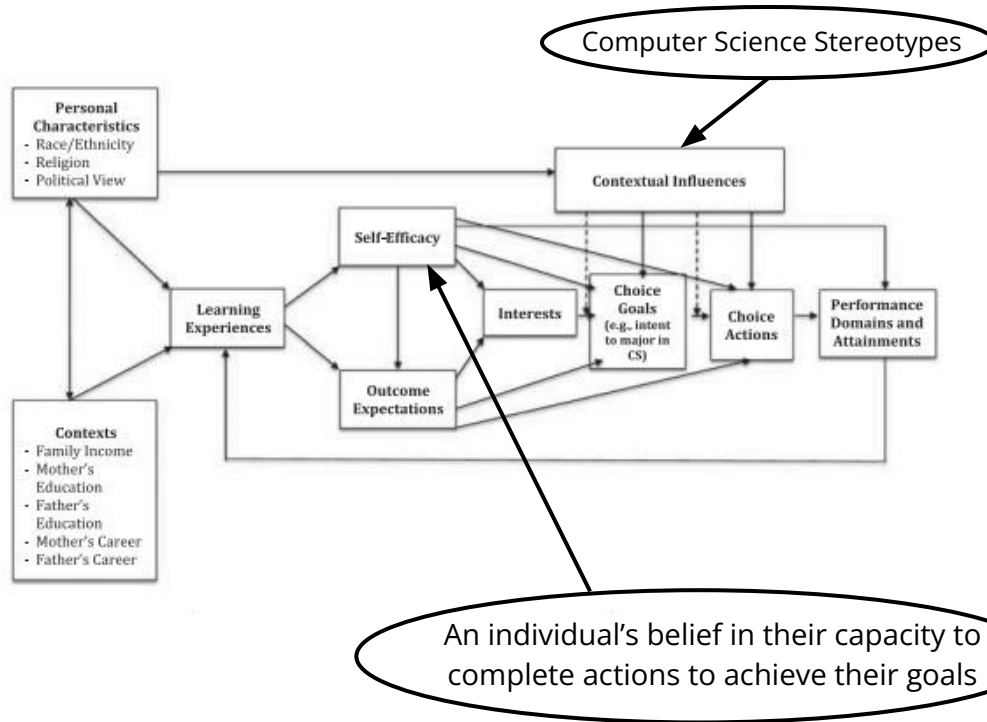 Computer Science Stereotypes
Personal
Characteristics
- Race/Ethnicity
- Religion
- Political View
Contextual Influences
Self-Efficacy
Learning
Experiences
Interests
Choice
Goals
(e.g., intent
to major in
CS)
Choice
Actions
Performance
Domains and
Attainments
Outcome
Expectations
Contexts
- Family Income
- Mother's
Education
- Father's
Education
- Mother's Career
- Father's Career
An individual’s belief in their capacity to
complete actions to achieve their goals